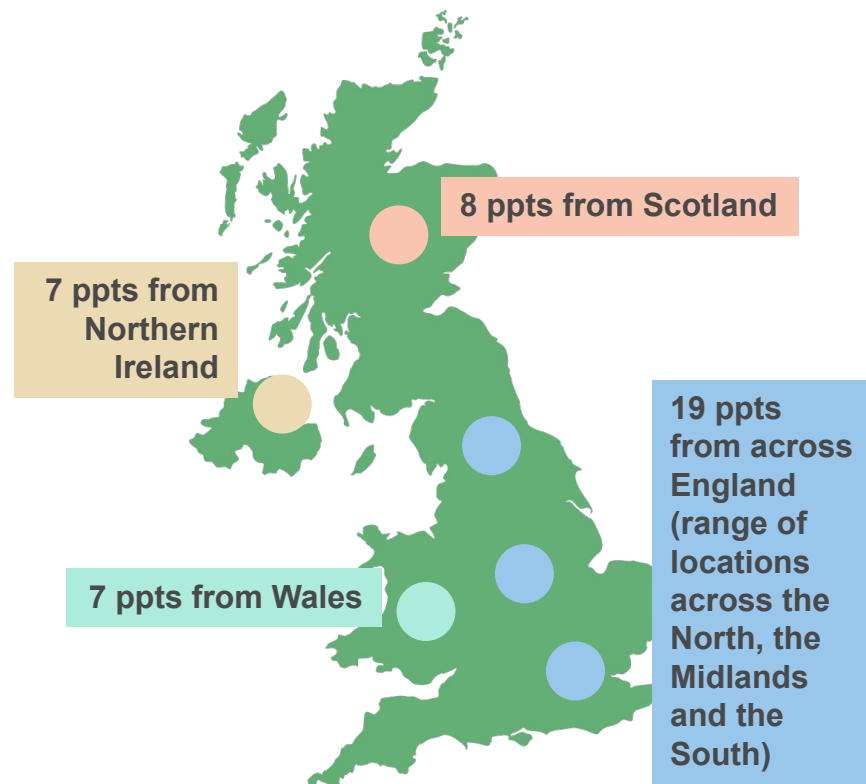 8 ppts from Scotland
7 ppts from
Northern
Ireland
19 ppts
from across
England
(range of
locations
across the
North, the
Midlands
and the
South)
7 ppts from Wales